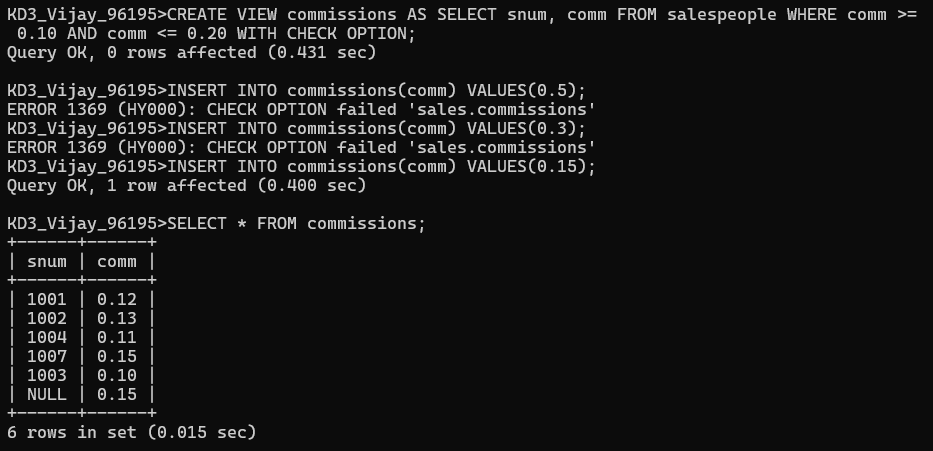 KD3_Vijay_96195>CREATE VIEW commissions AS SELECT snum, comm FROM salespeople WHERE comm >=
 0.10 AND comm <= 0.20 WITH CHECK OPTION;
Query OK, 0 rows affected (0.431 sec)

KD3_Vijay_96195>INSERT INTO commissions(comm) VALUES(0.5);
ERROR 1369 (HY000): CHECK OPTION failed 'sales.commissions'
KD3_Vijay_96195>INSERT INTO commissions(comm) VALUES(0.3);
ERROR 1369 (HY000): CHECK OPTION failed 'sales.commissions'
KD3_Vijay_96195>INSERT INTO commissions(comm) VALUES(0.15);
Query OK, 1 row affected (0.400 sec)

KD3_Vijay_96195>SELECT * FROM commissions;
+------+------+
| snum | comm |
+------+------+
| 1001 | 0.12 |
| 1002 | 0.13 |
| 1004 | 0.11 |
| 1007 | 0.15 |
| 1003 | 0.10 |
| NULL | 0.15 |
+------+------+
6 rows in set (0.015 sec)